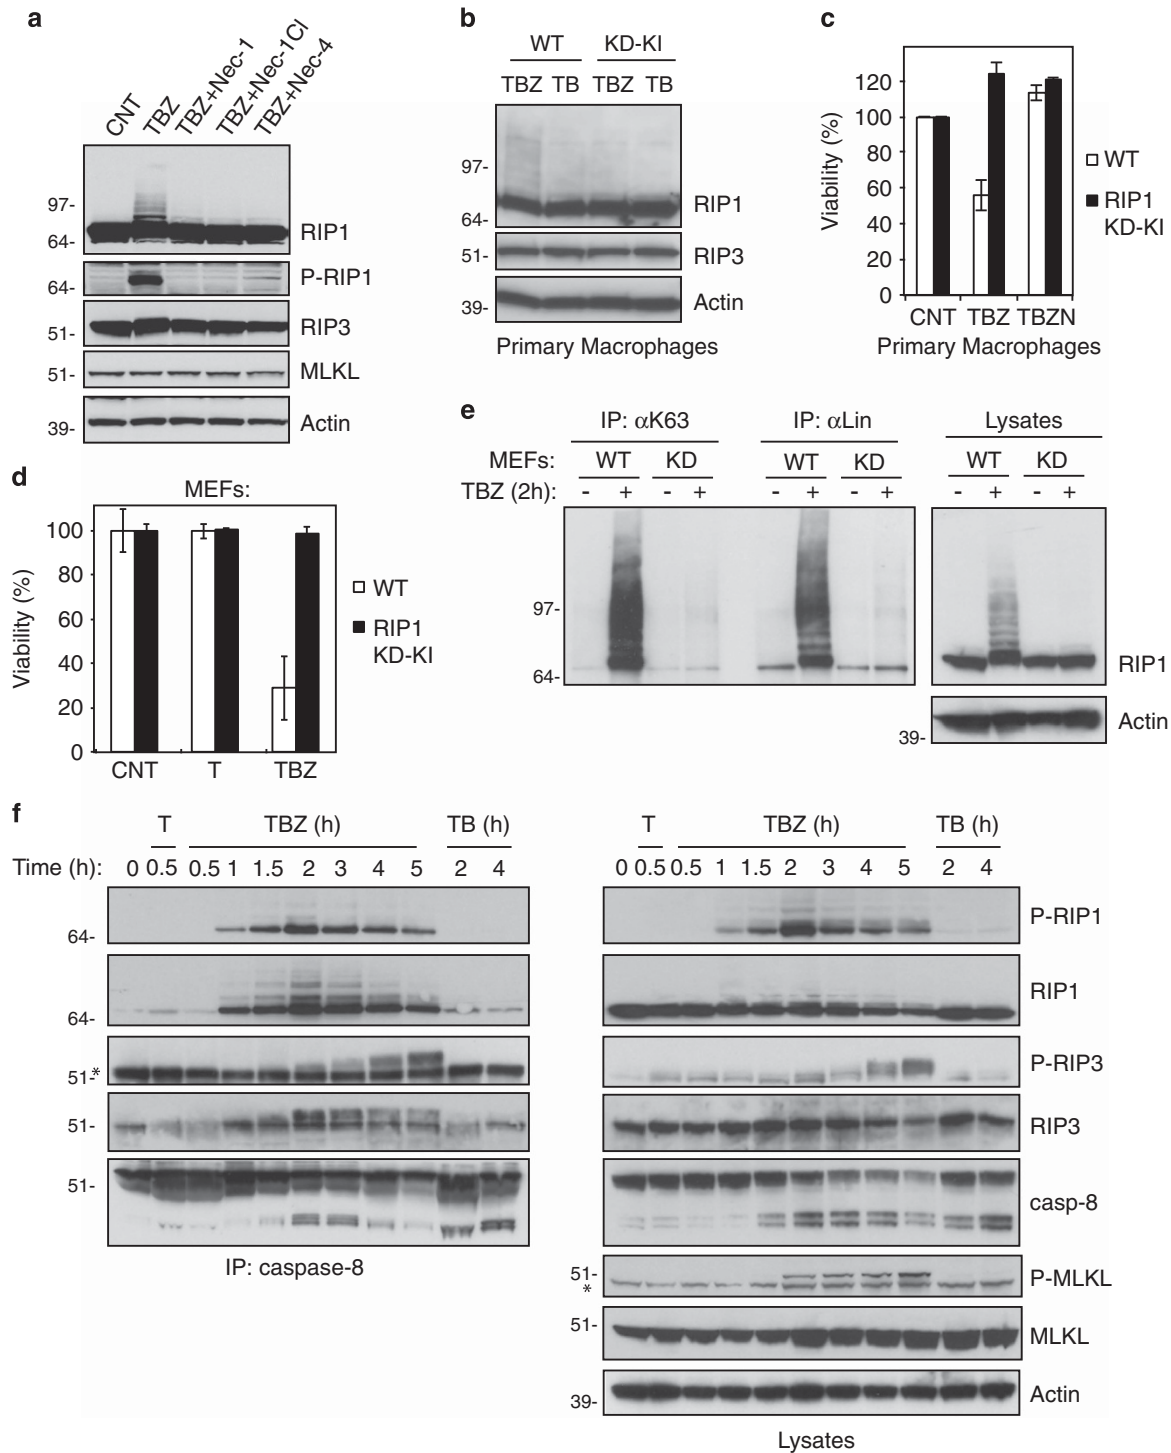 a
CNT
TBZ
TBZ+Nec-1
TBZ+Nec-1Cl
TBZ+Nec-4
97-
64-
RIP1
64-
P-RIP1
51-
RIP3
51-
MLKL
39-
Actin
b
WT KD-KI
TBZ TB TBZ TB
97-
64-
RIP1
51-
RIP3
39-
Actin
Primary Macrophages
c
Viability (%)
120
100
80
60
40
20
0
CNT TBZ TBZN
Primary Macrophages
WT
RIP1
KD-KI
d
MEFs:
Viability (%)
100
80
60
40
20
0
CNT T TBZ
WT
RIP1
KD-KI
e
IP: αK63 IP: αLin Lysates
MEFs: WT KD WT KD WT KD
TBZ (2h): - + - + - + - + - + - +
97-
64-
RIP1
39-
Actin
f
T TBZ (h) TB (h)
Time (h): 0 0.5 0.5 1 1.5 2 3 4 5 2 4
64-
64-
51-*
51-
51-
IP: caspase-8
T TBZ (h) TB (h)
0 0.5 0.5 1 1.5 2 3 4 5 2 4
P-RIP1
RIP1
P-RIP3
RIP3
casp-8
51-
*
P-MLKL
51-
MLKL
39-
Actin
Lysates